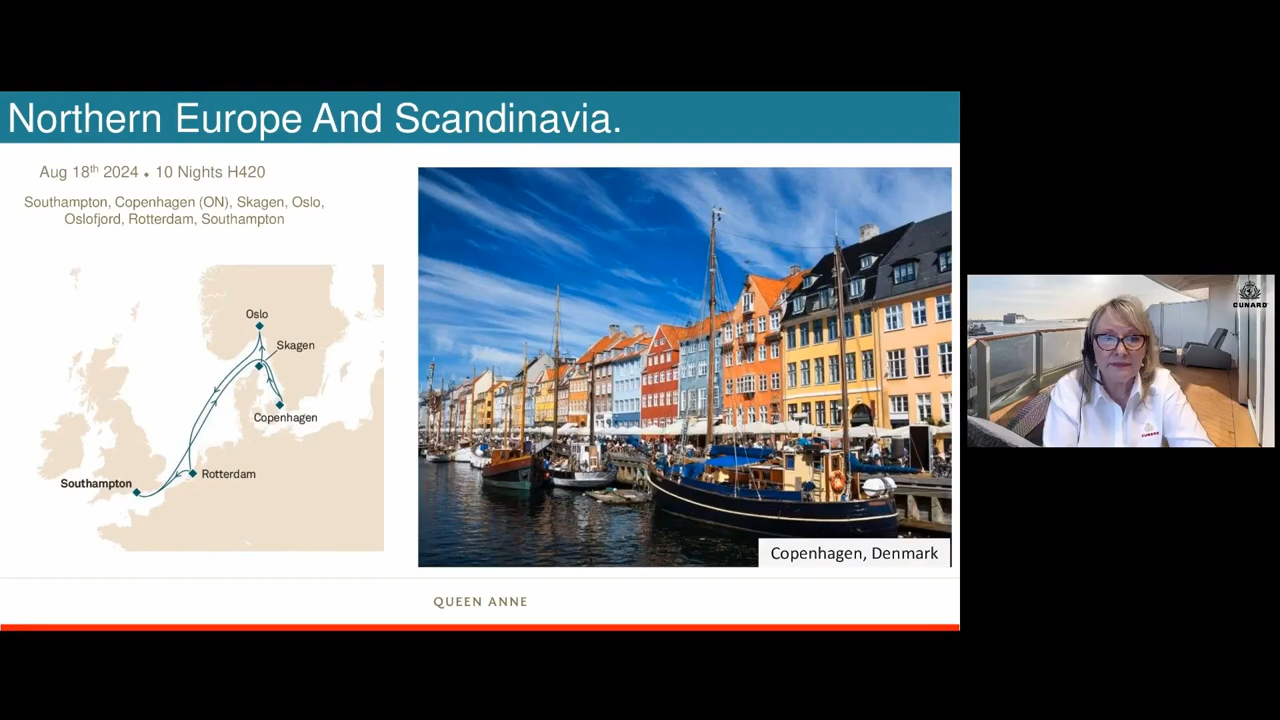 Northern Europe And Scandinavia.
Aug 18th 2024 ⬩ 10 Nights H420
Southampton, Copenhagen (ON), Skagen, Oslo,
Oslofjord, Rotterdam, Southampton
Oslo
Skagen
Copenhagen
Rotterdam
Southampton
Copenhagen, Denmark
QUEEN ANNE
CUNARD
CUNARD